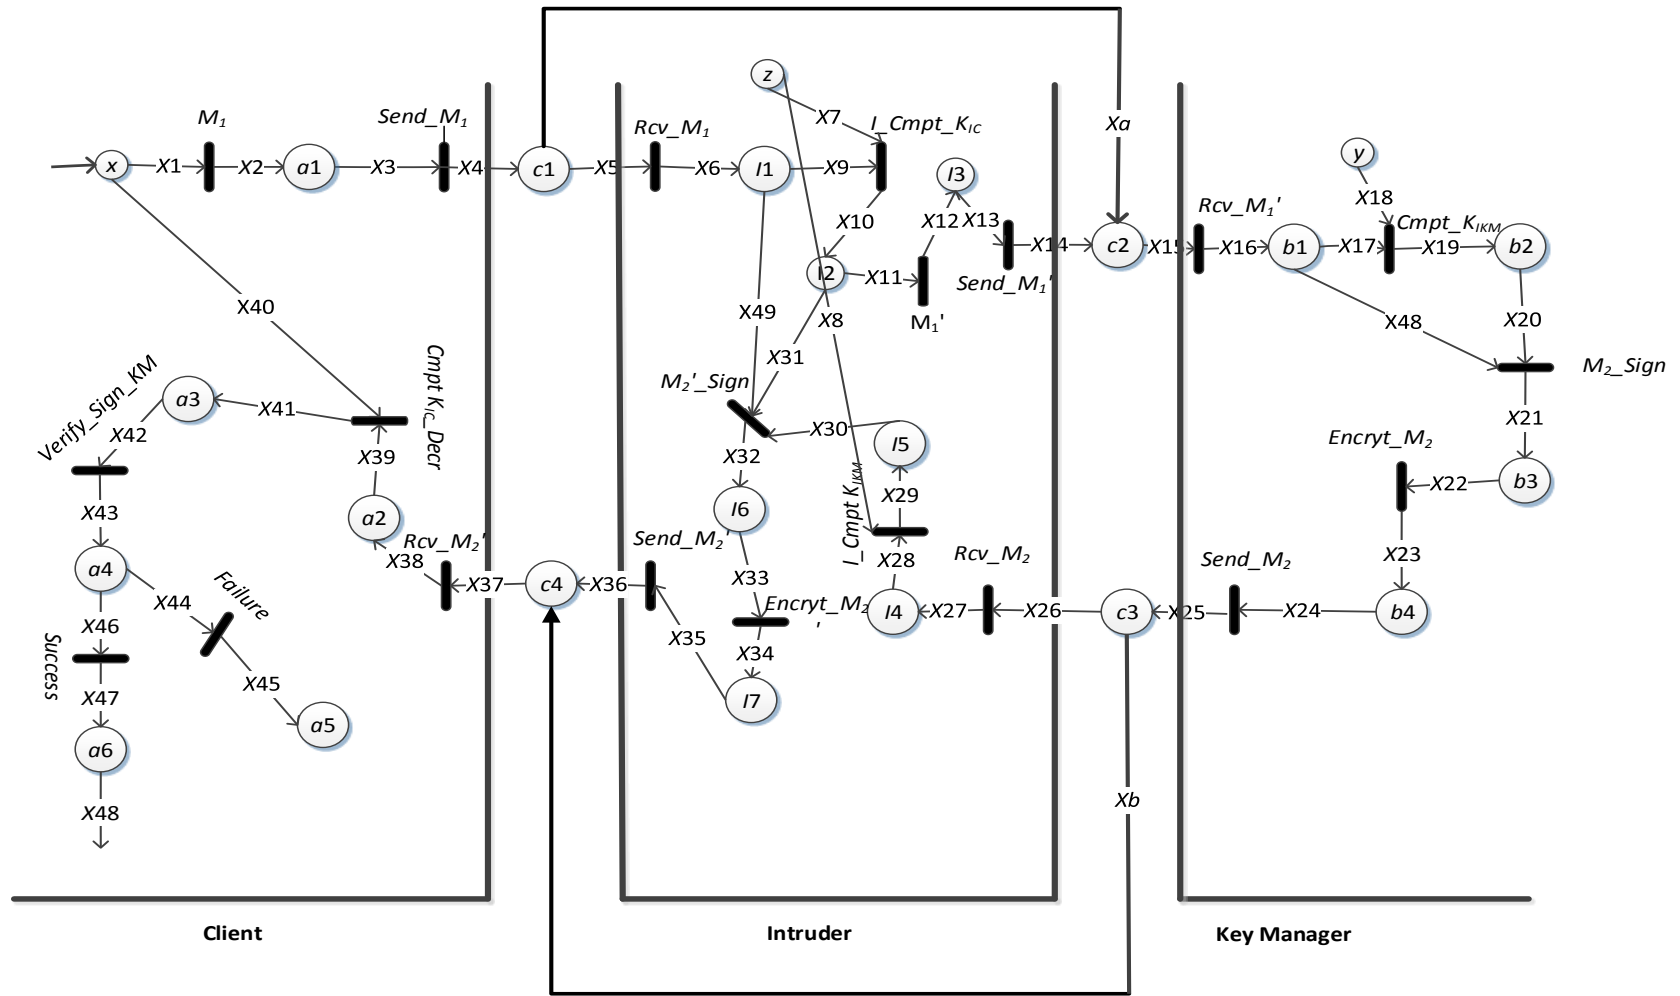 z
Xa
X7
M1
Send_M1
Rcv_M1
I_Cmpt_KIC
x
X1
X2
a1
X3
X4
c1
X5
X6
I1
X9
I3
y
X18
Rcv_M1'
Cmpt_KIKM
X10
X12
X13
X14
c2
X15
X16
b1
X17
X19
b2
I2
X11
Send_M1'
M1'
X40
X49
X8
X48
X20
X31
M2_Sign
Verify_Sign_KM
Cmpt KIC_Decr
M2'_Sign
a3
X41
X42
X30
I5
X21
Encryt_M2
X39
X32
I_Cmpt KIKM
X29
X22
b3
X43
a2
I6
Rcv_M2'
Send_M2'
Rcv_M2
Send_M2
X38
X28
X23
a4
X37
c4
X36
X33
X44
Failure
Encryt_M2
'
I4
X27
X26
c3
X25
X24
b4
X46
X35
X34
Success
X45
X47
I7
a5
a6
X48
Xb
Client
Intruder
Key Manager